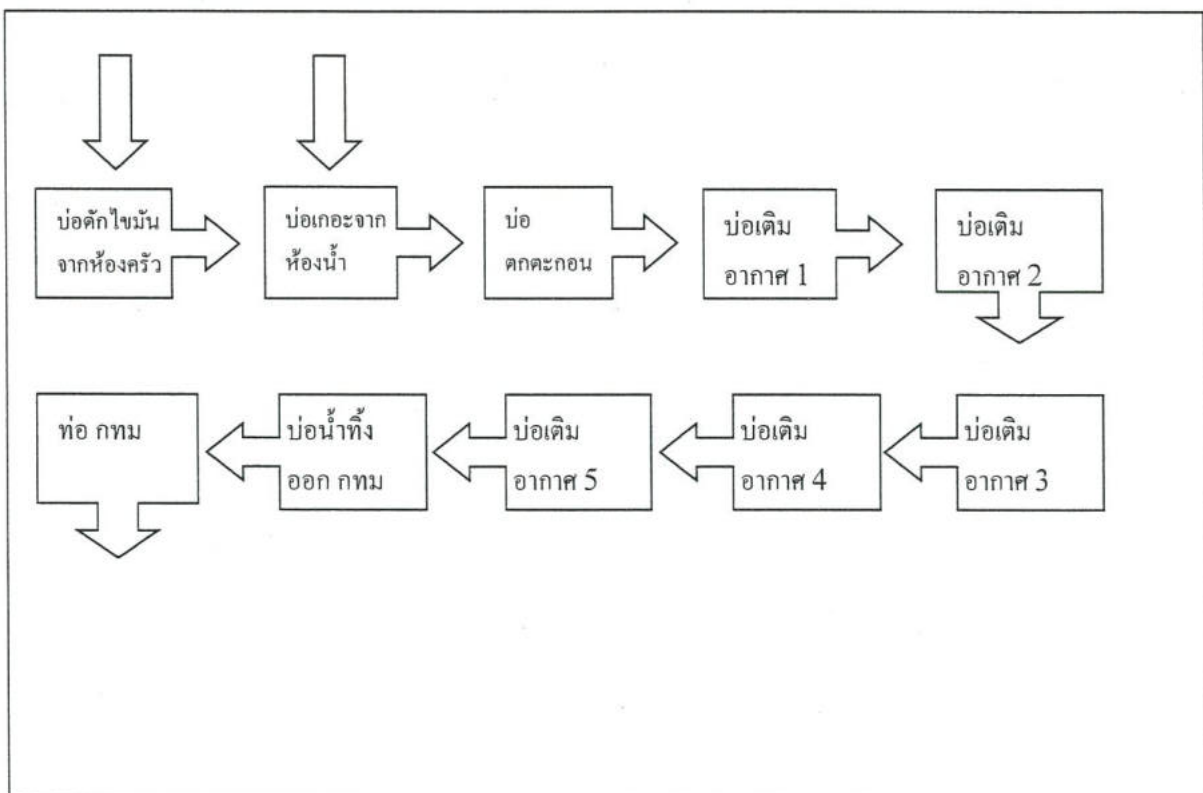 บ่อดักไขมัน
จากห้องครัว
บ่อเกอะจาก
ห้องน้ำ
บ่อ
ตกตะกอน
บ่อเติม
อากาศ 1
บ่อเติม
อากาศ 2
บ่อเติม
อากาศ 3
บ่อเติม
อากาศ 4
บ่อเติม
อากาศ 5
บ่อน้ำทิ้ง
ออก กทม
ท่อ กทม